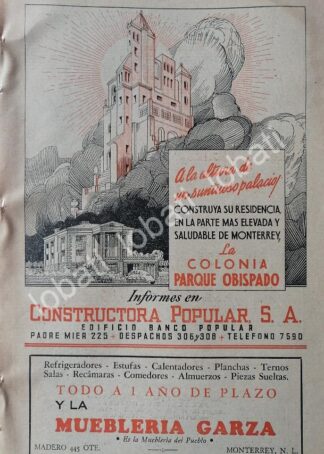 A la altura de
un suntuoso palacio,
CONSTRUYA SU RESIDENCIA
EN LA PARTE MAS ELEVADA Y
SALUDABLE DE MONTERREY,
La
COLONIA
PARQUE OBISPADO
Informes en
CONSTRUCTORA POPULAR, S. A.
EDIFICIO BANCO POPULAR
PADRE MIER 225 - DESPACHOS 306 y 308 - TELEFONO 7590
Refrigeradores - Estufas - Calentadores - Planchas - Ternos
Salas - Recámaras - Comedores - Almuerzos - Piezas Sueltas.
TODO A 1 AÑO DE PLAZO
Y LA
MUEBLERIA GARZA
• Es la Mueblería del Pueblo •
MADERO 445 OTE. MONTERREY, N. L.